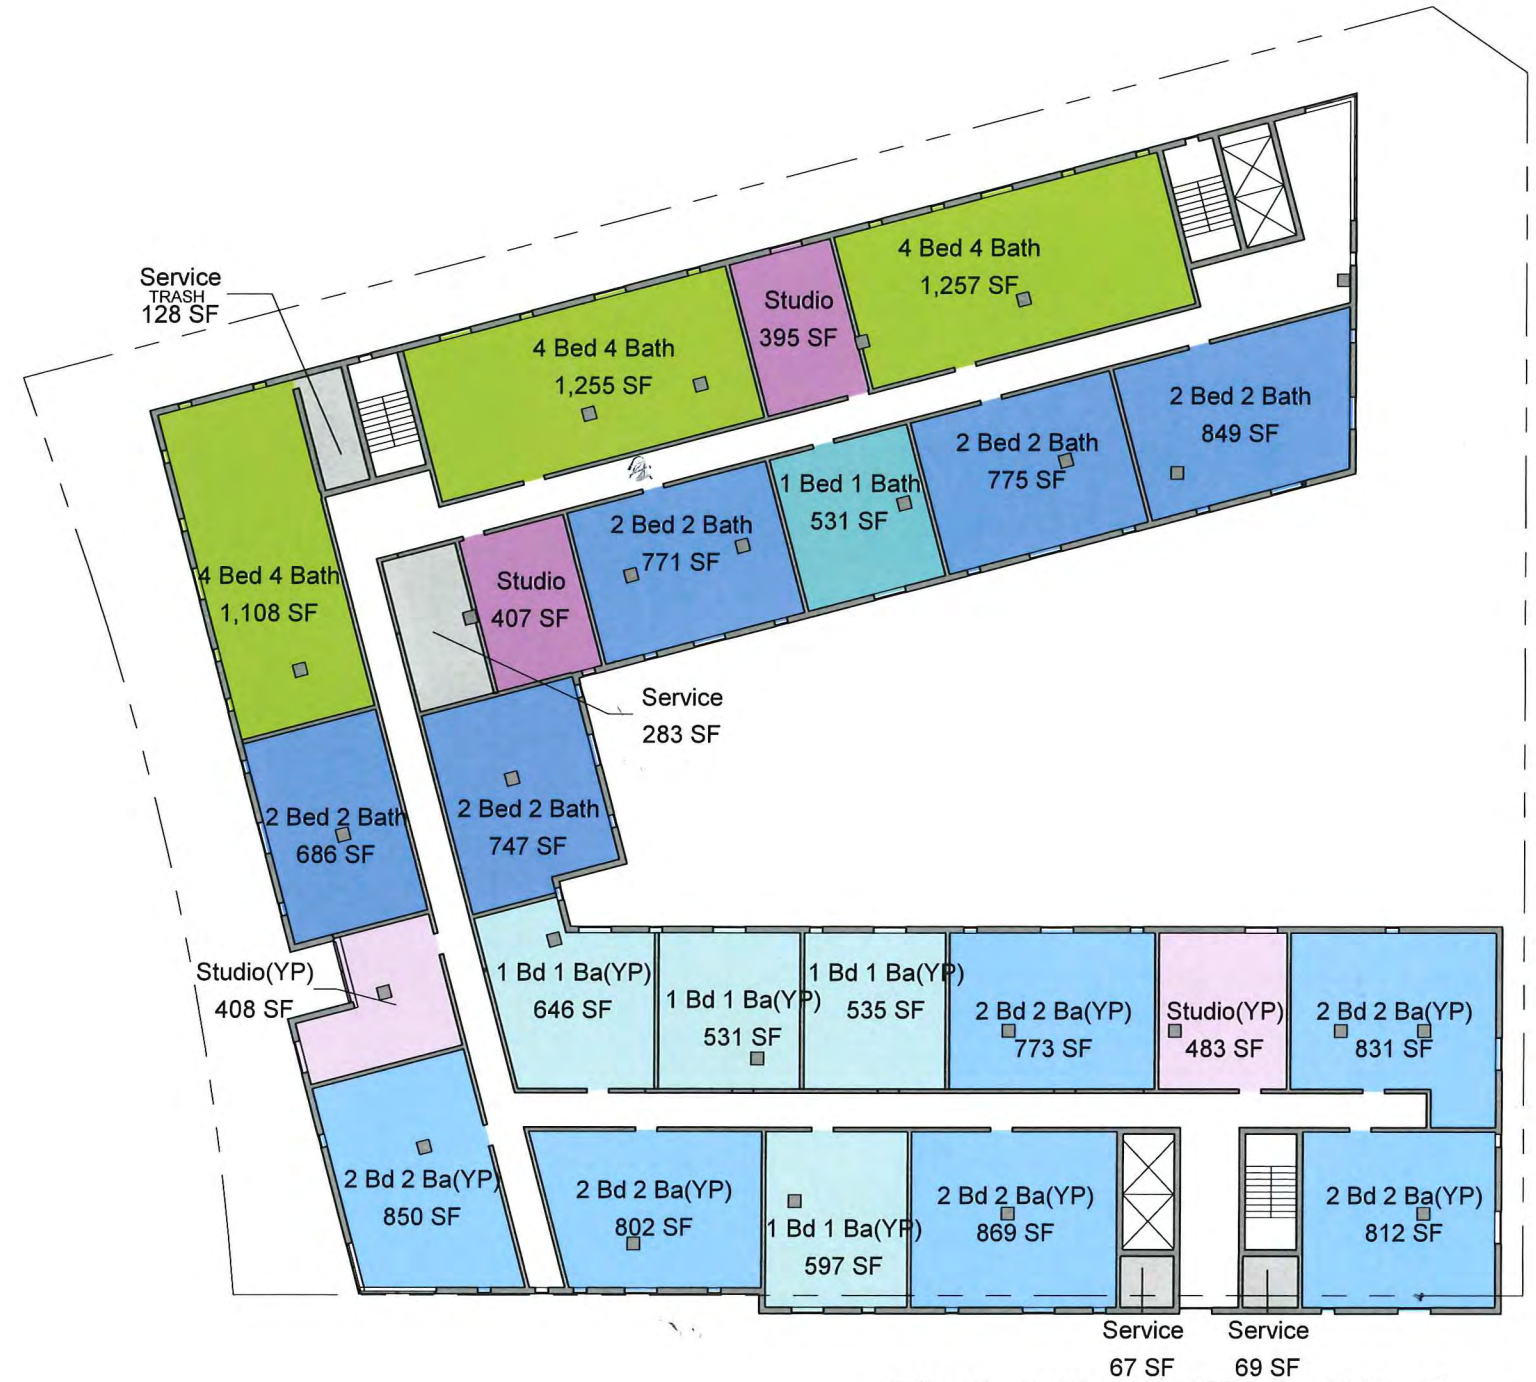 Service
TRASH
128 SF
4 Bed 4 Bath
1,257 SF
Studio
395 SF
4 Bed 4 Bath
1,255 SF
2 Bed 2 Bath
849 SF
2 Bed 2 Bath
775 SF
1 Bed 1 Bath
531 SF
2 Bed 2 Bath
771 SF
Studio
407 SF
4 Bed 4 Bath
1,108 SF
Service
283 SF
2 Bed 2 Bath
747 SF
2 Bed 2 Bath
686 SF
Studio(YP)
408 SF
1 Bd 1 Ba(YP)
646 SF
1 Bd 1 Ba(YP)
531 SF
1 Bd 1 Ba(YP)
535 SF
2 Bd 2 Ba(YP)
773 SF
Studio(YP)
483 SF
2 Bd 2 Ba(YP)
831 SF
2 Bd 2 Ba(YP)
850 SF
2 Bd 2 Ba(YP)
802 SF
1 Bd 1 Ba(YP)
597 SF
2 Bd 2 Ba(YP)
869 SF
2 Bd 2 Ba(YP)
812 SF
Service
67 SF
Service
69 SF